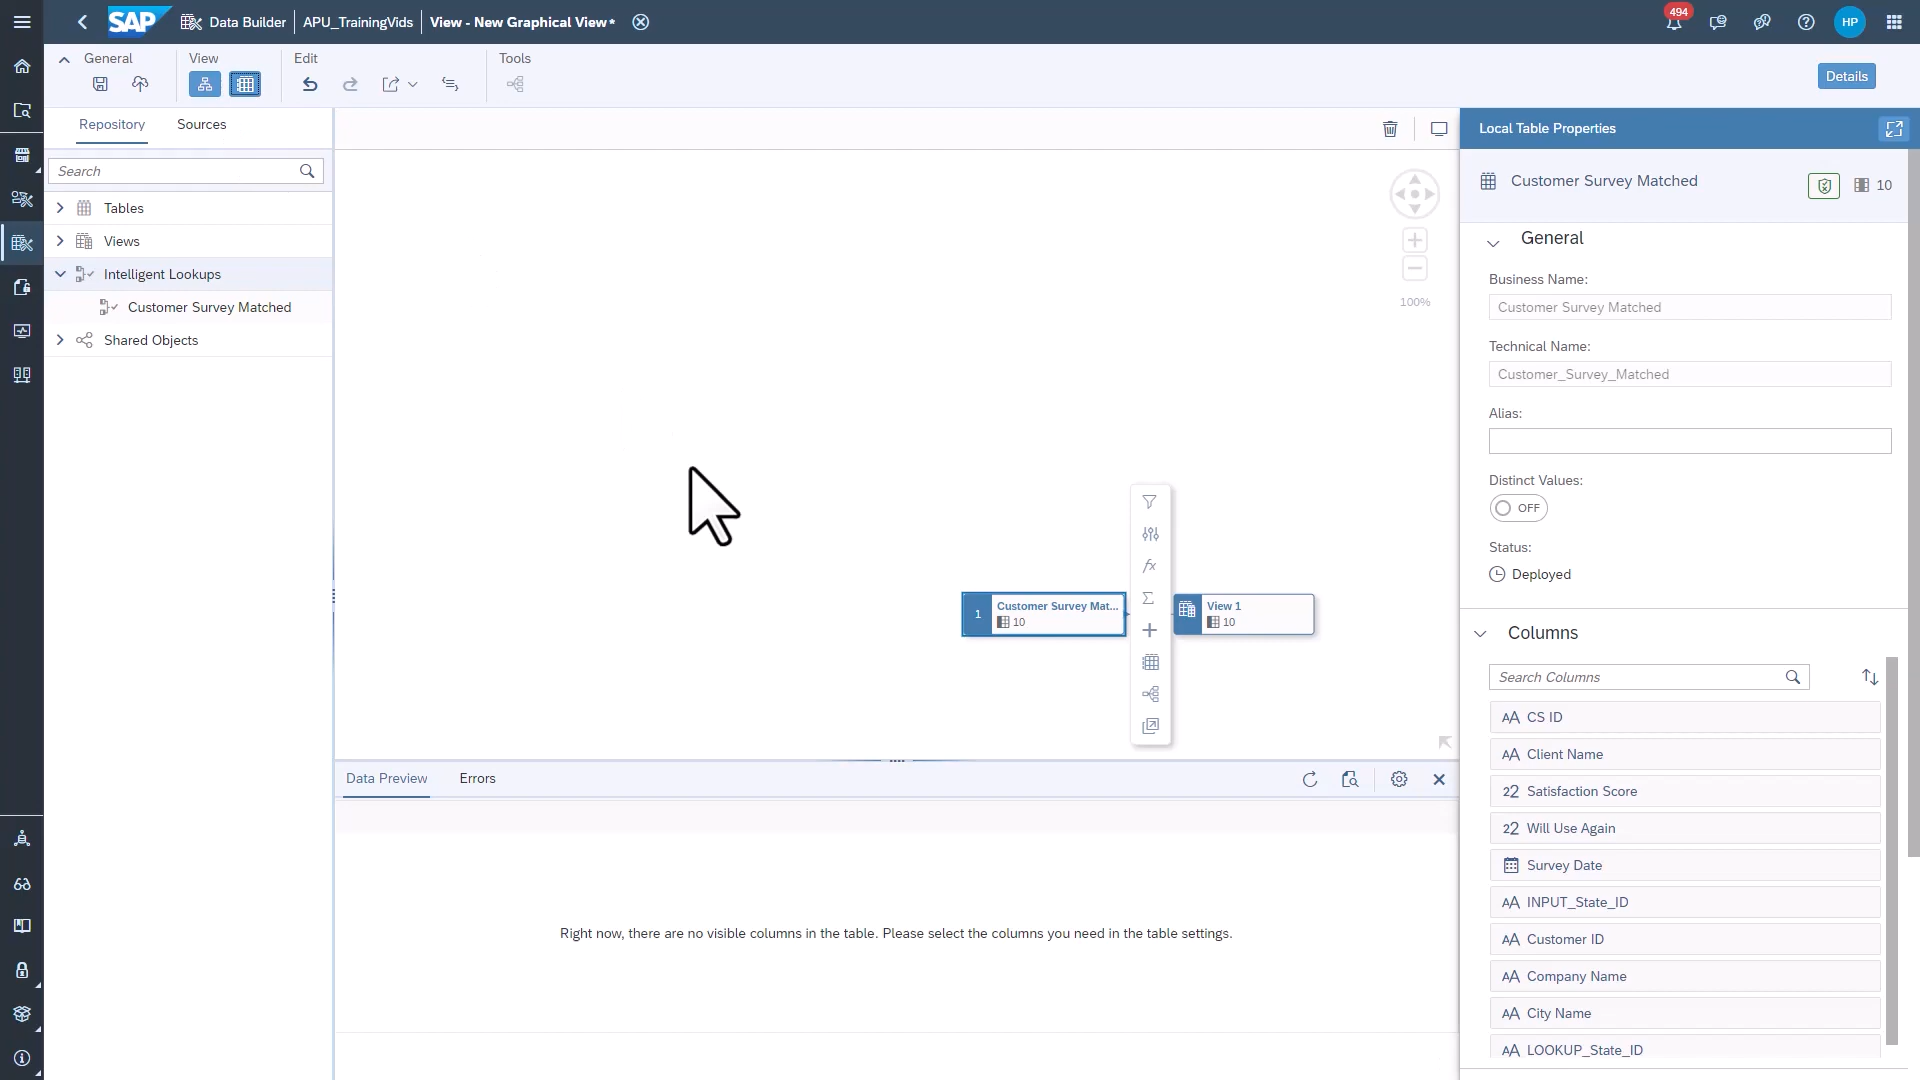 SAP
Data Builder
APU_TrainingVids
View - New Graphical View*
494
HP
General
View
Edit
Tools
Details
Repository
Sources
Search
Tables
Views
Intelligent Lookups
Customer Survey Matched
Shared Objects
100%
1
Customer Survey Mat...
10
View 1
10
Data Preview
Errors
Right now, there are no visible columns in the table. Please select the columns you need in the table settings.
Local Table Properties
Customer Survey Matched
10
General
Business Name:
Customer Survey Matched
Technical Name:
Customer_Survey_Matched
Alias:
Distinct Values:
OFF
Status:
Deployed
Columns
Search Columns
CS ID
Client Name
Satisfaction Score
Will Use Again
Survey Date
INPUT_State_ID
Customer ID
Company Name
City Name
LOOKUP_State_ID